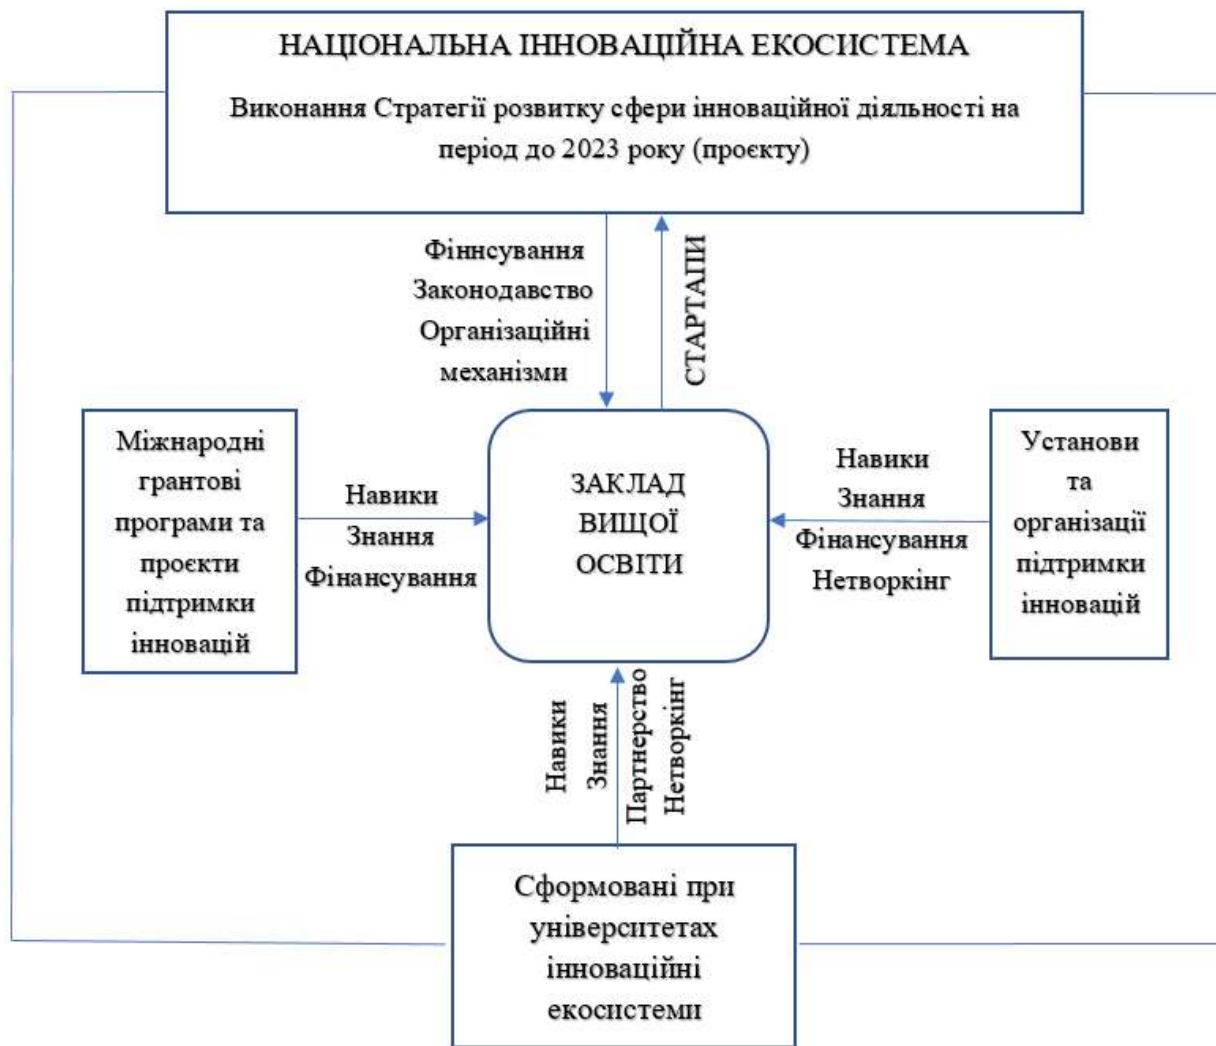 НАЦІОНАЛЬНА ІННОВАЦІЙНА ЕКОСИСТЕМА
Виконання Стратегії розвитку сфери інноваційної діяльності на
період до 2023 року (проєкту)
Фіннсування
Законодавство
Організаційні
механізми
СТАРТАПИ
Міжнародні
грантові
програми та
проєкти
підтримки
інновацій
Навики
Знання
Фінансування
ЗАКЛАД
ВИЩОЇ
ОСВІТИ
Навики
Знання
Фінансування
Нетворкінг
Установи
та
організації
підтримки
інновацій
Навики
Знання
Партнерство
Нетворкінг
Сформовані при
університетах
інноваційні
екосистеми